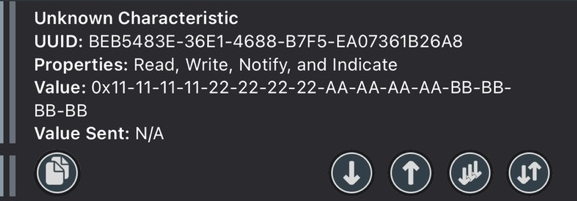 Unknown Characteristic
UUID: BEB5483E-36E1-4688-B7F5-EA07361B26A8
Properties: Read, Write, Notify, and Indicate
Value: 0x11-11-11-11-22-22-22-22-AA-AA-AA-AA-BB-BB-
BB-BB
Value Sent: N/A